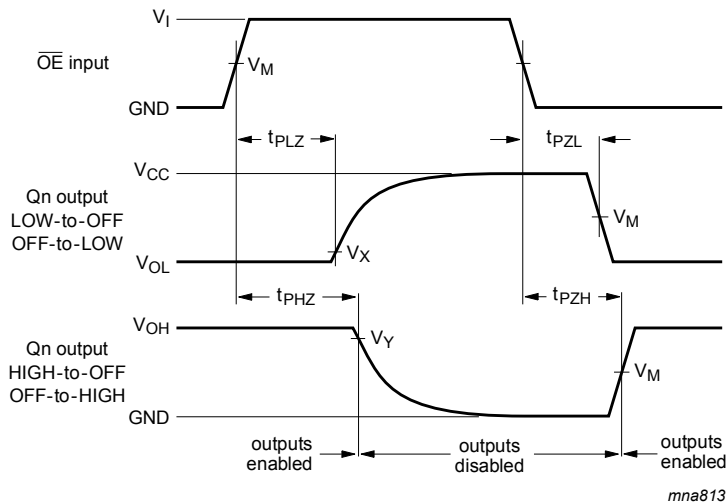 V_I
OE input
V_M
GND
t_PLZ
t_PZL
V_CC
Qn output
LOW-to-OFF
OFF-to-LOW
V_M
V_X
V_OL
t_PHZ
t_PZH
V_OH
V_Y
Qn output
HIGH-to-OFF
OFF-to-HIGH
V_M
GND
outputs
enabled
outputs
disabled
outputs
enabled
mna813